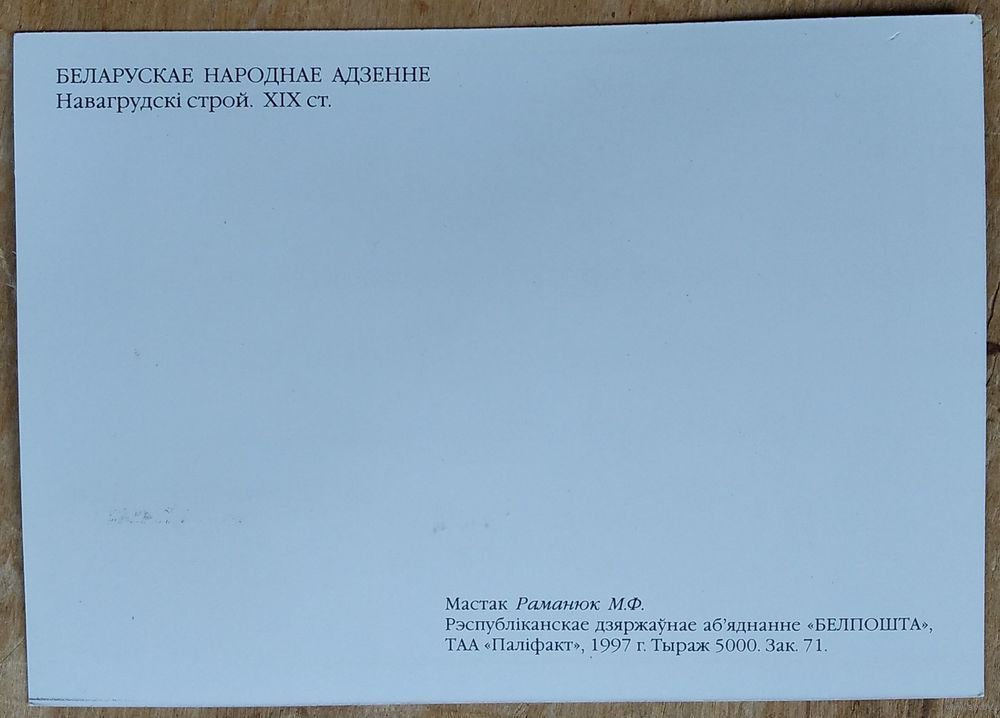 БЕЛАРУСКАЕ НАРОДНАЕ АДЗЕННЕ
Навагрудскі строй. XIX ст.
Мастак Раманюк М.Ф.
Рэспубліканскае дзяржаўнае аб'яднанне «БЕЛПОШТА»,
ТАА «Паліфакт», 1997 г. Тыраж 5000. Зак. 71.